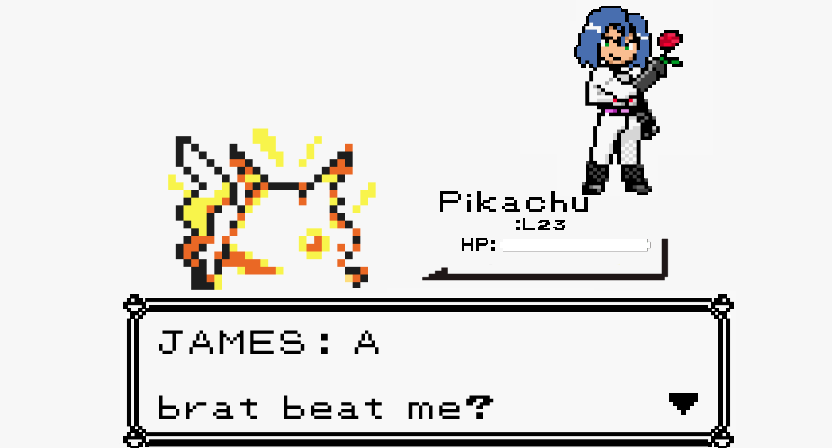 Pikachu
:L23
HP:
JAMES: A
brat beat me?